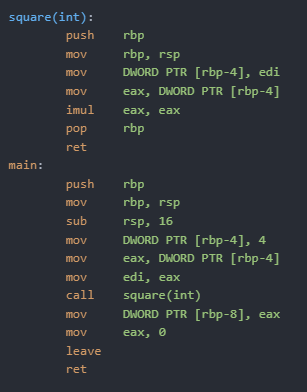 square(int):
push rbp
mov rbp, rsp
mov DWORD PTR [rbp-4], edi
mov eax, DWORD PTR [rbp-4]
imul eax, eax
pop rbp
ret
main:
push rbp
mov rbp, rsp
sub rsp, 16
mov DWORD PTR [rbp-4], 4
mov eax, DWORD PTR [rbp-4]
mov edi, eax
call square(int)
mov DWORD PTR [rbp-8], eax
mov eax, 0
leave
ret